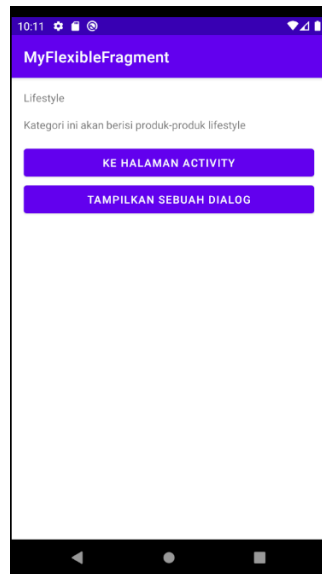 10:11
MyFlexibleFragment
Lifestyle
Kategori ini akan berisi produk-produk lifestyle
KE HALAMAN ACTIVITY
TAMPILKAN SEBUAH DIALOG